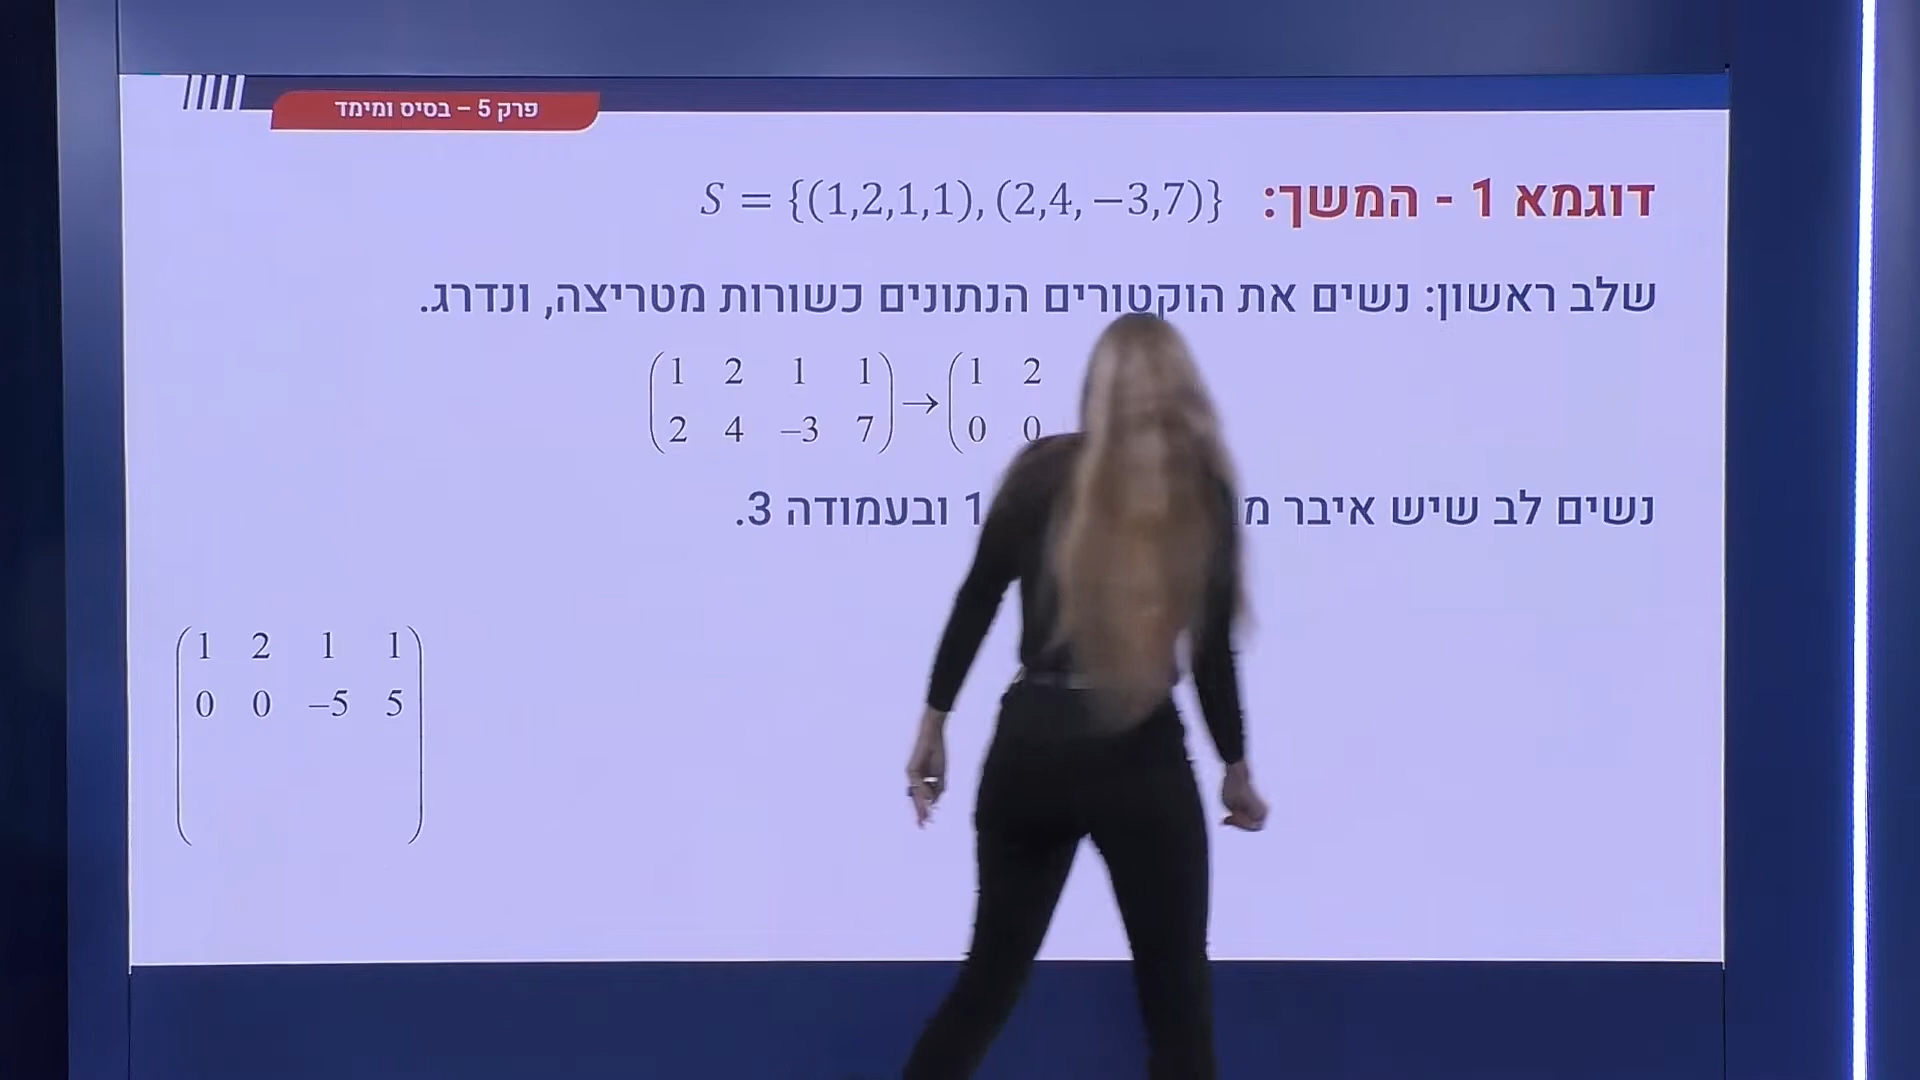 פרק 5 – בסיס ומימד
דוגמא 1 - המשך: S = {(1,2,1,1), (2,4,−3,7)}
שלב ראשון: נשים את הוקטורים הנתונים כשורות מטריצה, ונדרג.
1 2 1 1 → 1 2
2 4 –3 7 0 0
נשים לב שיש איבר 1 ובעמודה 3.
1 2 1 1
0 0 –5 5